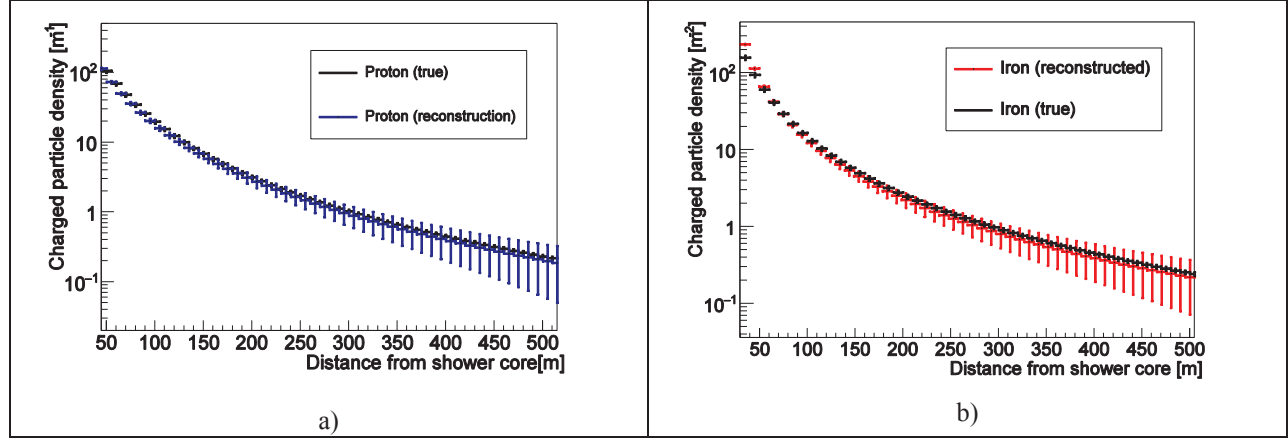 Charged particle density [m⁻¹]
10²
10
1
10⁻¹
Proton (true)
Proton (reconstruction)
50 100 150 200 250 300 350 400 450 500
Distance from shower core[m]
a)
Charged particle density [m⁻²]
10²
10
1
10⁻¹
Iron (reconstructed)
Iron (true)
50 100 150 200 250 300 350 400 450 500
Distance from shower core [m]
b)